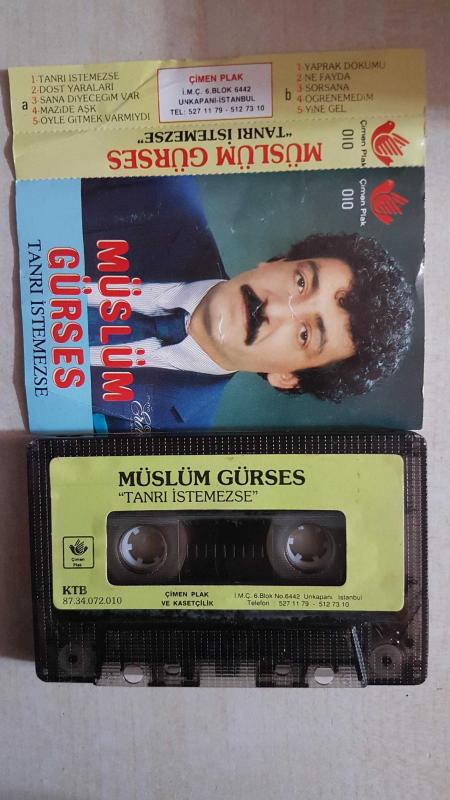 1-TANRI İSTEMEZSE
2-DOST YARALARI
a 3-SANA DİYECEĞİM VAR
4-MAZİDE AŞK
5-ÖYLE GİTMEK VARMIYDI
ÇİMEN PLAK
İ.M.Ç. 6.BLOK 6442
UNKAPANI-İSTANBUL
TEL: 527 11 79 - 512 73 10
1-YAPRAK DÖKÜMÜ
2-NE FAYDA
b 3-SORSANA
4-ÖĞRENEMEDİM
5-YİNE GEL
MÜSLÜM GÜRSES
"TANRI İSTEMEZSE"
Çimen Plak
010
Çimen Plak
010
MÜSLÜM
GÜRSES
TANRI İSTEMEZSE
MÜSLÜM GÜRSES
"TANRI İSTEMEZSE"
Çimen
Plak
KTB
87.34.072.010
ÇİMEN PLAK
VE KASETÇİLİK
İ.M.Ç. 6.Blok No.6442 Unkapanı İstanbul
Telefon : 527 11 79 - 512 73 10